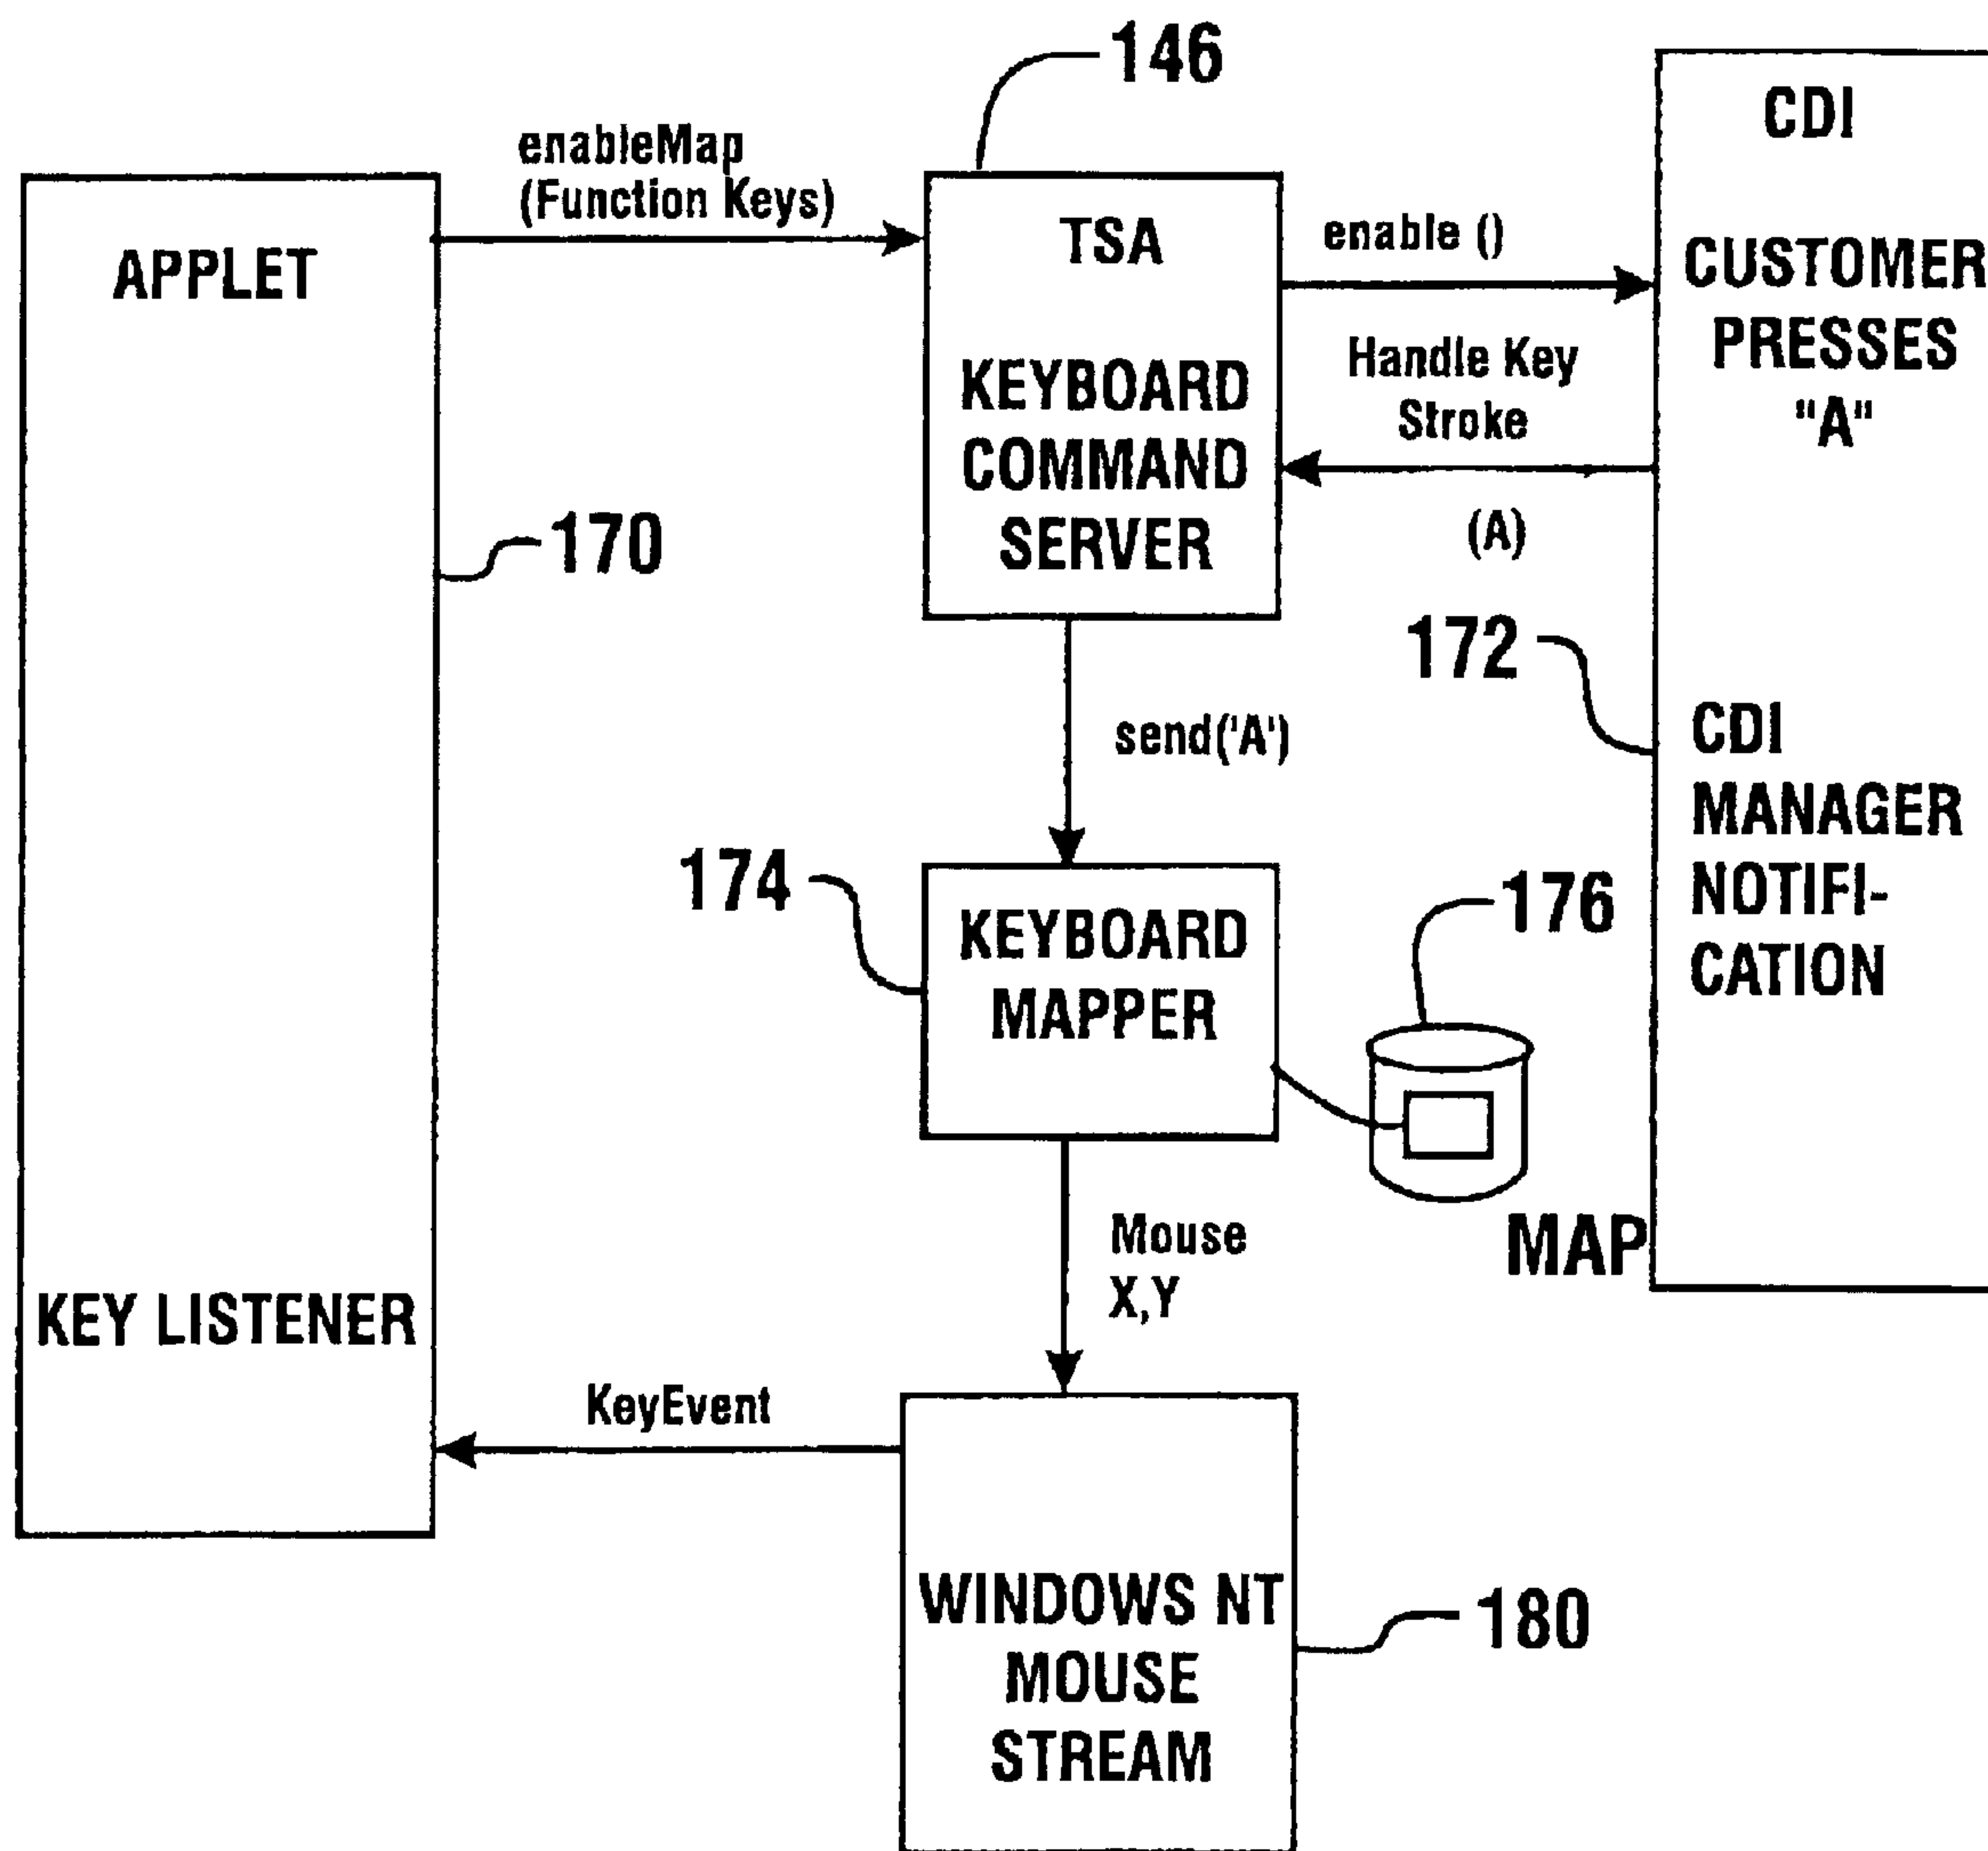 146
CDI
enableMap
(Function Keys)
APPLET
TSA
enable ()
CUSTOMER
PRESSES
"A"
KEYBOARD
COMMAND
SERVER
Handle Key
Stroke
(A)
170
172
send('A')
CDI
MANAGER
NOTIFI-
CATION
174
KEYBOARD
MAPPER
176
Mouse
X,Y
MAP
KEY LISTENER
KeyEvent
WINDOWS NT
MOUSE
STREAM
180